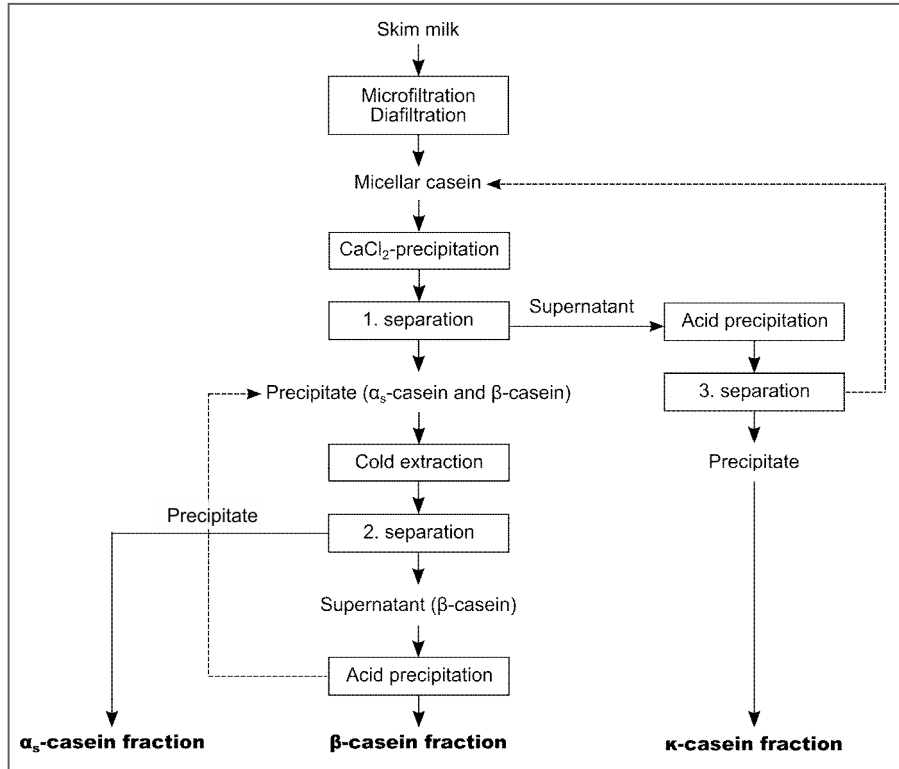 Skim milk
Microfiltration
Diafiltration
Micellar casein
CaCl₂-precipitation
1. separation
Supernatant
Acid precipitation
3. separation
Precipitate (αₛ-casein and β-casein)
Precipitate
Cold extraction
Precipitate
2. separation
Supernatant (β-casein)
Acid precipitation
αₛ-casein fraction
β-casein fraction
κ-casein fraction